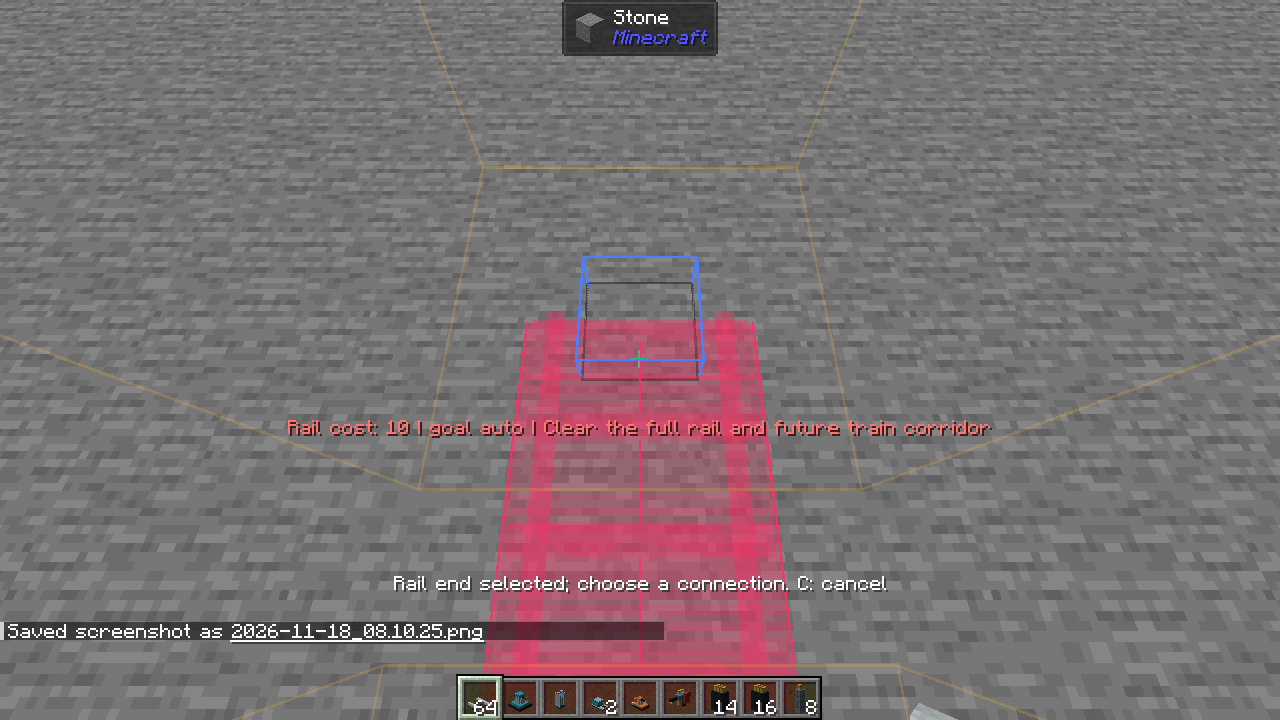 Stone
Minecraft
Rail cost: 10 | goal auto | Clear the full rail and future train corridor
Rail end selected; choose a connection. C: cancel
Saved screenshot as 2026-11-18_08.10.25.png
64 2 14 16 8